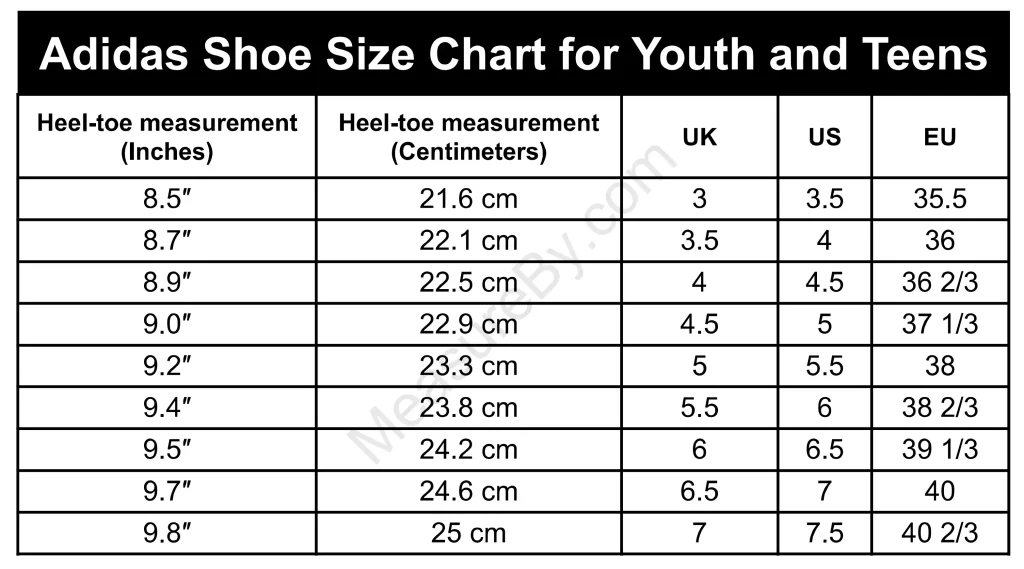 Adidas Shoe Size Chart for Youth and Teens
Heel-toe measurement (Inches) Heel-toe measurement (Centimeters) UK US EU
8.5″ 21.6 cm 3 3.5 35.5
8.7″ 22.1 cm 3.5 4 36
8.9″ 22.5 cm 4 4.5 36 2/3
9.0″ 22.9 cm 4.5 5 37 1/3
9.2″ 23.3 cm 5 5.5 38
9.4″ 23.8 cm 5.5 6 38 2/3
9.5″ 24.2 cm 6 6.5 39 1/3
9.7″ 24.6 cm 6.5 7 40
9.8″ 25 cm 7 7.5 40 2/3
MeasureBy.com